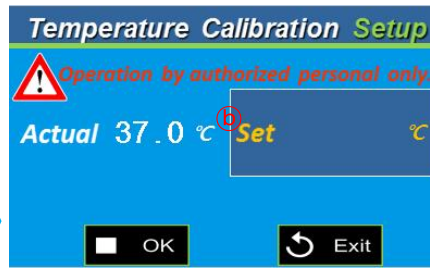 Temperature Calibration Setup
Operation by authorized personal only.
Actual 37.0 ℃ ⓑ Set ℃
OK Exit